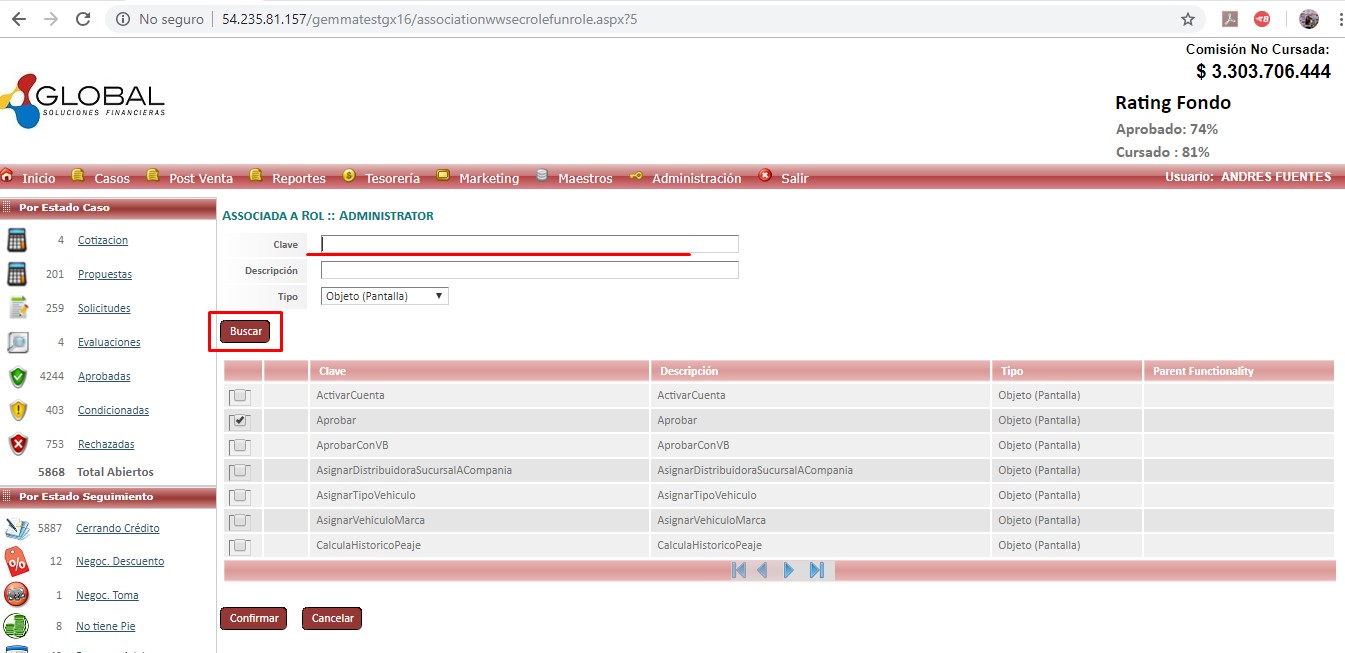 No seguro
54.235.81.157/gemmatestgx16/associationwwsecrolefunrole.aspx?5
Comisión No Cursada:
$ 3.303.706.444
GLOBAL
SOLUCIONES FINANCIERAS
Rating Fondo
Aprobado: 74%
Cursado : 81%
Inicio Casos Post Venta Reportes Tesorería Marketing Maestros Administración Salir Usuario: ANDRES FUENTES
Por Estado Caso
4 Cotizacion
201 Propuestas
259 Solicitudes
4 Evaluaciones
4244 Aprobadas
403 Condicionadas
753 Rechazadas
5868 Total Abiertos
Por Estado Seguimiento
5887 Cerrando Crédito
12 Negoc. Descuento
1 Negoc. Toma
8 No tiene Pie
ASSOCIADA A ROL :: ADMINISTRATOR
Clave
Descripción
Tipo Objeto (Pantalla)
Buscar
Clave Descripción Tipo Parent Functionality
ActivarCuenta ActivarCuenta Objeto (Pantalla)
Aprobar Aprobar Objeto (Pantalla)
AprobarConVB AprobarConVB Objeto (Pantalla)
AsignarDistribuidoraSucursalACompania AsignarDistribuidoraSucursalACompania Objeto (Pantalla)
AsignarTipoVehiculo AsignarTipoVehiculo Objeto (Pantalla)
AsignarVehiculoMarca AsignarVehiculoMarca Objeto (Pantalla)
CalculaHistoricoPeaje CalculaHistoricoPeaje Objeto (Pantalla)
Confirmar Cancelar